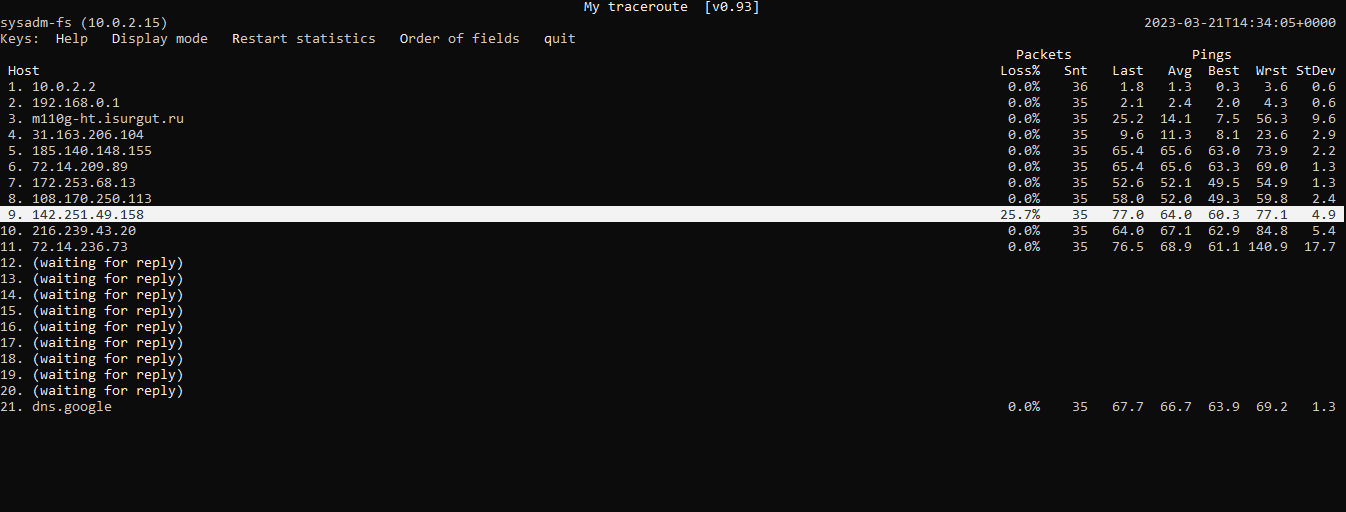 My traceroute  [v0.93]
sysadm-fs (10.0.2.15) 2023-03-21T14:34:05+0000
Keys:  Help   Display mode   Restart statistics   Order of fields   quit
Packets Pings
Host Loss% Snt Last Avg Best Wrst StDev
1. 10.0.2.2 0.0% 36 1.8 1.3 0.3 3.6 0.6
2. 192.168.0.1 0.0% 35 2.1 2.4 2.0 4.3 0.6
3. m110g-ht.isurgut.ru 0.0% 35 25.2 14.1 7.5 56.3 9.6
4. 31.163.206.104 0.0% 35 9.6 11.3 8.1 23.6 2.9
5. 185.140.148.155 0.0% 35 65.4 65.6 63.0 73.9 2.2
6. 72.14.209.89 0.0% 35 65.4 65.6 63.3 69.0 1.3
7. 172.253.68.13 0.0% 35 52.6 52.1 49.5 54.9 1.3
8. 108.170.250.113 0.0% 35 58.0 52.0 49.3 59.8 2.4
9. 142.251.49.158 25.7% 35 77.0 64.0 60.3 77.1 4.9
10. 216.239.43.20 0.0% 35 64.0 67.1 62.9 84.8 5.4
11. 72.14.236.73 0.0% 35 76.5 68.9 61.1 140.9 17.7
12. (waiting for reply)
13. (waiting for reply)
14. (waiting for reply)
15. (waiting for reply)
16. (waiting for reply)
17. (waiting for reply)
18. (waiting for reply)
19. (waiting for reply)
20. (waiting for reply)
21. dns.google 0.0% 35 67.7 66.7 63.9 69.2 1.3